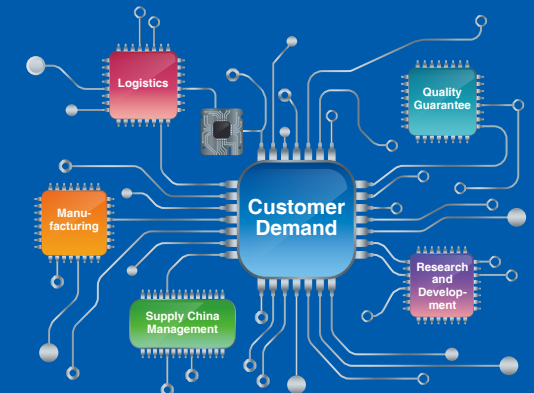 Logistics
Quality
Guarantee
Manu-
facturing
Customer
Demand
Research
and
Develop-
ment
Supply China
Management